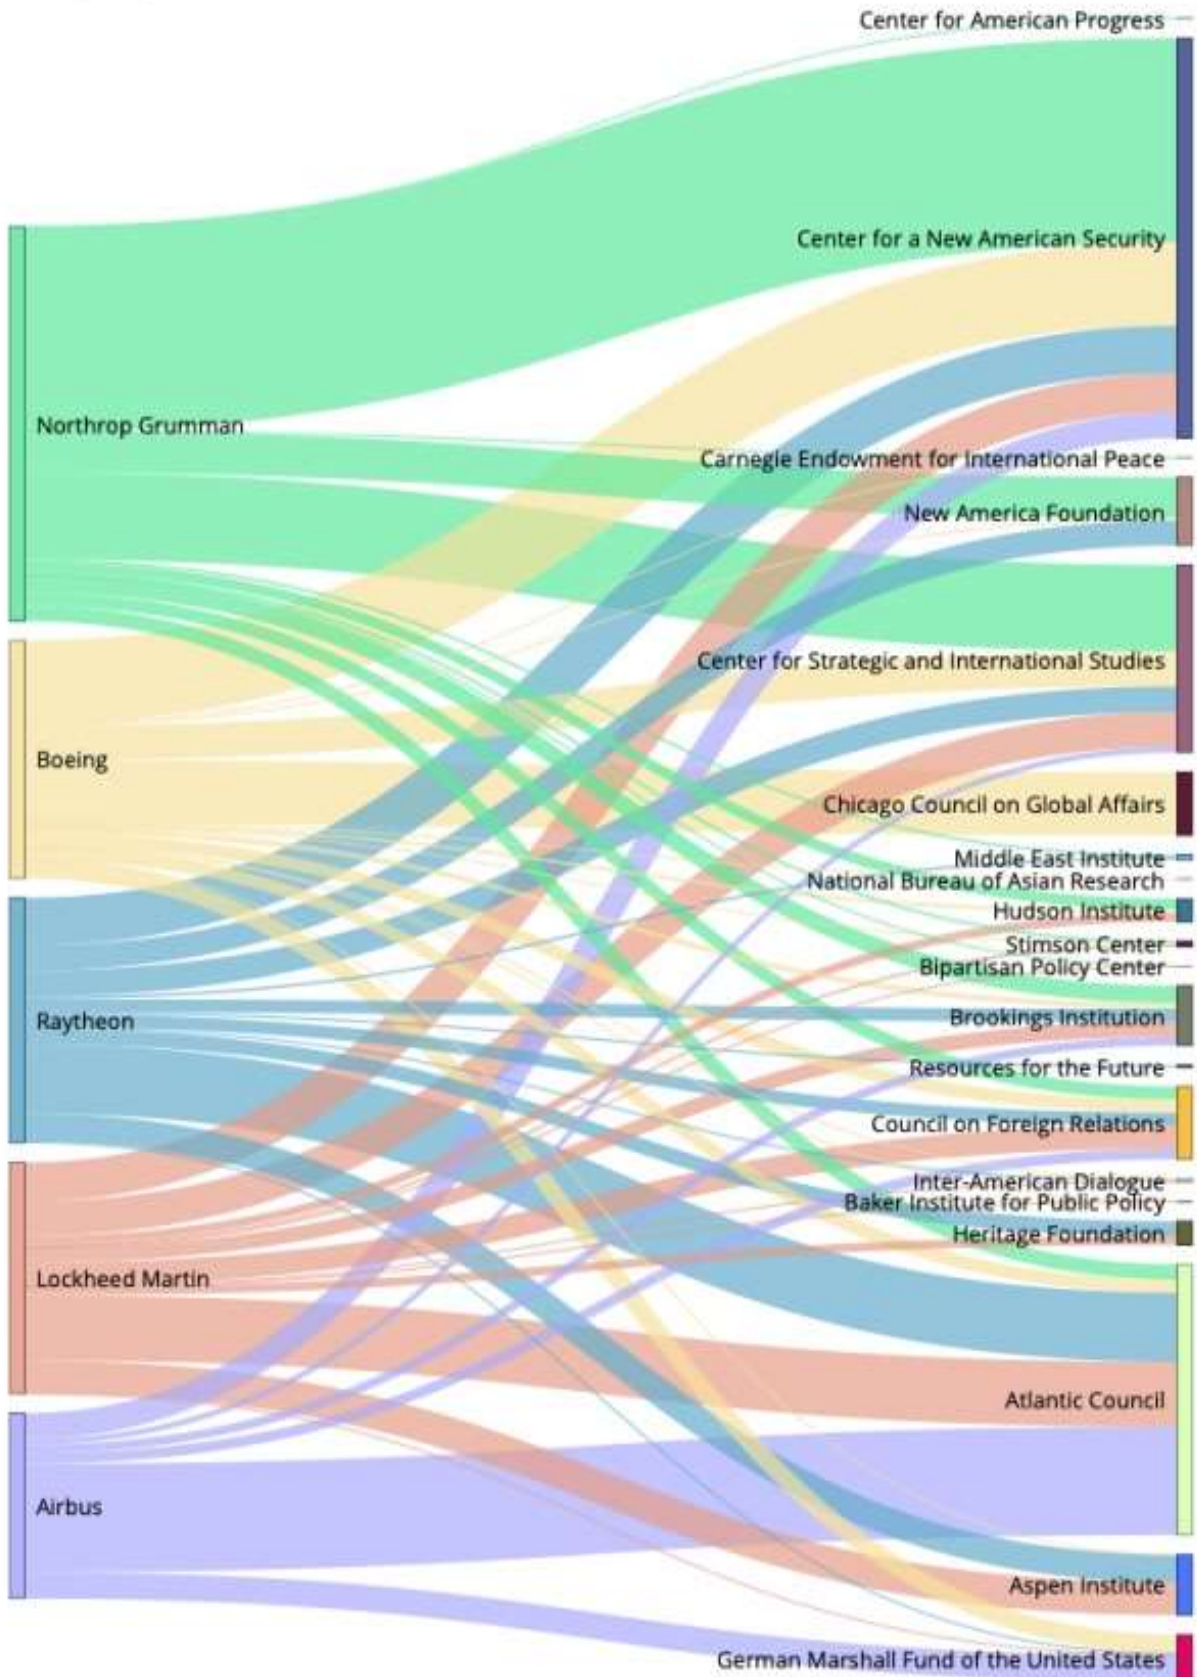 Center for American Progress
Center for a New American Security
Northrop Grumman
Carnegie Endowment for International Peace
New America Foundation
Center for Strategic and International Studies
Boeing
Chicago Council on Global Affairs
Middle East Institute
National Bureau of Asian Research
Hudson Institute
Stimson Center
Bipartisan Policy Center
Brookings Institution
Raytheon
Resources for the Future
Council on Foreign Relations
Inter-American Dialogue
Baker Institute for Public Policy
Heritage Foundation
Lockheed Martin
Atlantic Council
Airbus
Aspen Institute
German Marshall Fund of the United States